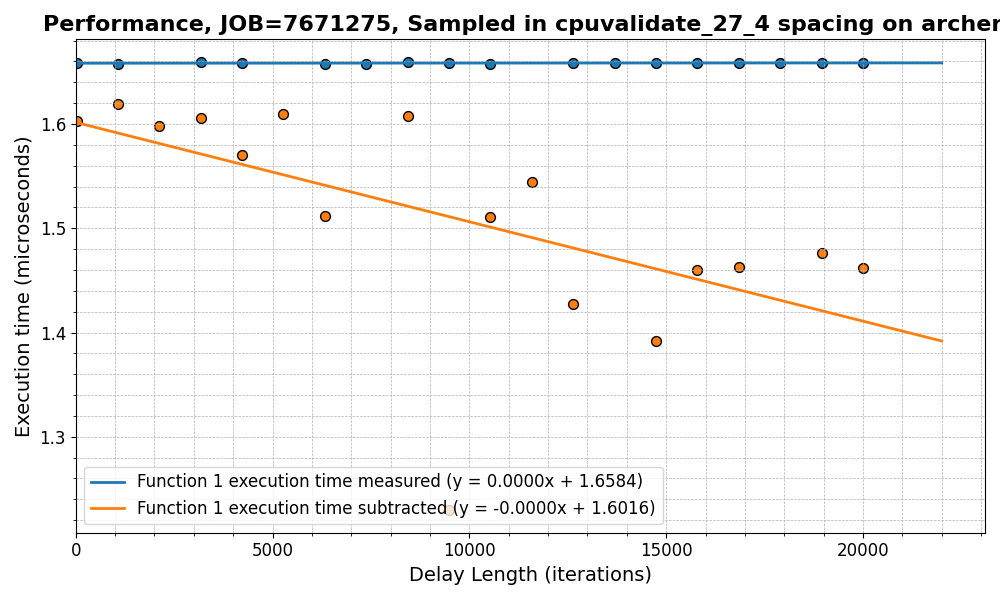 Performance, JOB=7671275, Sampled in cpuvalidate_27_4 spacing on archer
Execution time (microseconds)
1.6
1.5
1.4
1.3
Function 1 execution time measured (y = 0.0000x + 1.6584)
Function 1 execution time subtracted (y = -0.0000x + 1.6016)
0 5000 10000 15000 20000
Delay Length (iterations)